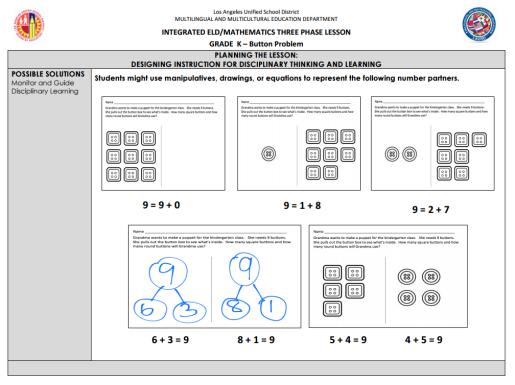 Los Angeles Unified School District
MULTILINGUAL AND MULTICULTURAL EDUCATION DEPARTMENT
INTEGRATED ELD/MATHEMATICS THREE PHASE LESSON
GRADE K – Button Problem
PLANNING THE LESSON:
DESIGNING INSTRUCTION FOR DISCIPLINARY THINKING AND LEARNING
POSSIBLE SOLUTIONS
Monitor and Guide
Disciplinary Learning
Students might use manipulatives, drawings, or equations to represent the following number partners.
Name
Grandma wants to make a puppet for the kindergarten class. She needs 9 buttons.
She pulls out the button box to see what's inside. How many square buttons and how
many round buttons will Grandma use?
9 = 9 + 0
Name
Grandma wants to make a puppet for the kindergarten class. She needs 9 buttons.
She pulls out the button box to see what's inside. How many square buttons and how
many round buttons will Grandma use?
9 = 1 + 8
Name
Grandma wants to make a puppet for the kindergarten class. She needs 9 buttons.
She pulls out the button box to see what's inside. How many square buttons and how
many round buttons will Grandma use?
9 = 2 + 7
Name
Grandma wants to make a puppet for the kindergarten class. She needs 9 buttons.
She pulls out the button box to see what's inside. How many square buttons and how
many round buttons will Grandma use?
9 9
6 3 8 1
6 + 3 = 9 8 + 1 = 9
Name
Grandma wants to make a puppet for the kindergarten class. She needs 9 buttons.
She pulls out the button box to see what's inside. How many square buttons and how
many round buttons will Grandma use?
5 + 4 = 9 4 + 5 = 9